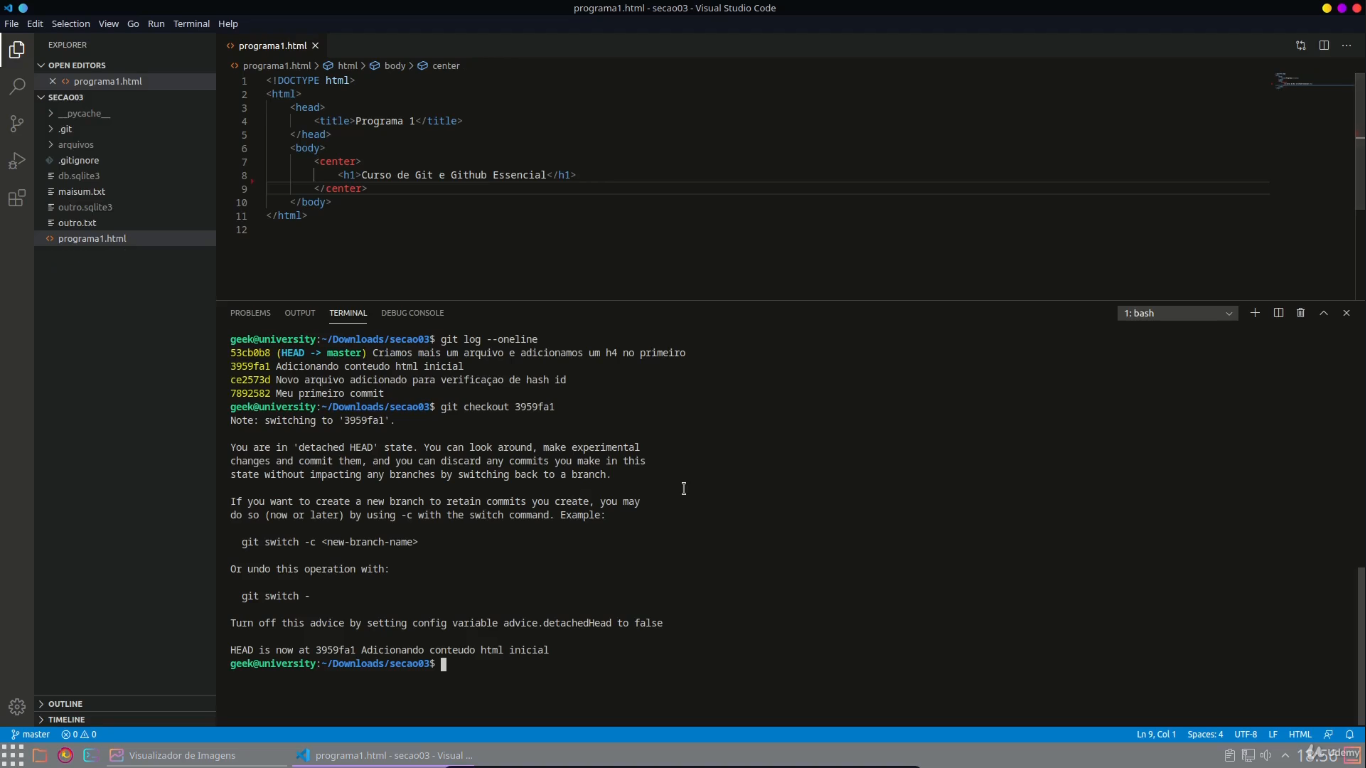 programa1.html - secao03 - Visual Studio Code
File Edit Selection View Go Run Terminal Help
EXPLORER
OPEN EDITORS
programa1.html
SECAO03
__pycache__
.git
arquivos
.gitignore
db.sqlite3
maisum.txt
outro.sqlite3
outro.txt
programa1.html
OUTLINE
TIMELINE
programa1.html
programa1.html > html > body > center
1 <!DOCTYPE html>
2 <html>
3 <head>
4 <title>Programa 1</title>
5 </head>
6 <body>
7 <center>
8 <h1>Curso de Git e Github Essencial</h1>
9 </center>
10 </body>
11 </html>
12
PROBLEMS OUTPUT TERMINAL DEBUG CONSOLE
1: bash
geek@university:~/Downloads/secao03$ git log --oneline
53cb0b8 (HEAD -> master) Criamos mais um arquivo e adicionamos um h4 no primeiro
3959fa1 Adicionando conteudo html inicial
ce2573d Novo arquivo adicionado para verificaçao de hash id
7892582 Meu primeiro commit
geek@university:~/Downloads/secao03$ git checkout 3959fa1
Note: switching to '3959fa1'.
You are in 'detached HEAD' state. You can look around, make experimental
changes and commit them, and you can discard any commits you make in this
state without impacting any branches by switching back to a branch.
If you want to create a new branch to retain commits you create, you may
do so (now or later) by using -c with the switch command. Example:
git switch -c <new-branch-name>
Or undo this operation with:
git switch -
Turn off this advice by setting config variable advice.detachedHead to false
HEAD is now at 3959fa1 Adicionando conteudo html inicial
geek@university:~/Downloads/secao03$
master 0 0
Ln 9, Col 1 Spaces: 4 UTF-8 LF HTML
Visualizador de Imagens
programa1.html - secao03 - Visual ...
18:56
Udemy